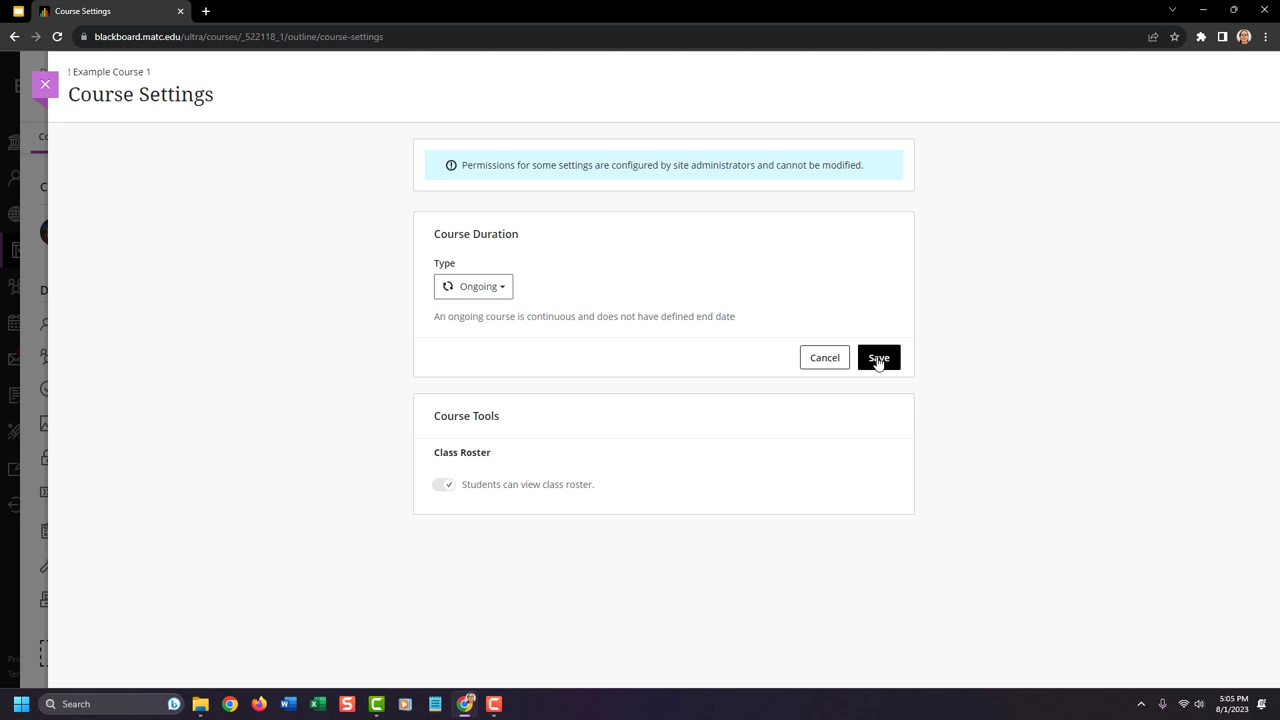 Course Settings
blackboard.matc.edu/ultra/courses/_522118_1/outline/course-settings
! Example Course 1
Course Settings
Permissions for some settings are configured by site administrators and cannot be modified.
Course Duration
Type
Ongoing
An ongoing course is continuous and does not have defined end date
Cancel
Save
Course Tools
Class Roster
Students can view class roster.
Search
5:05 PM
8/1/2023